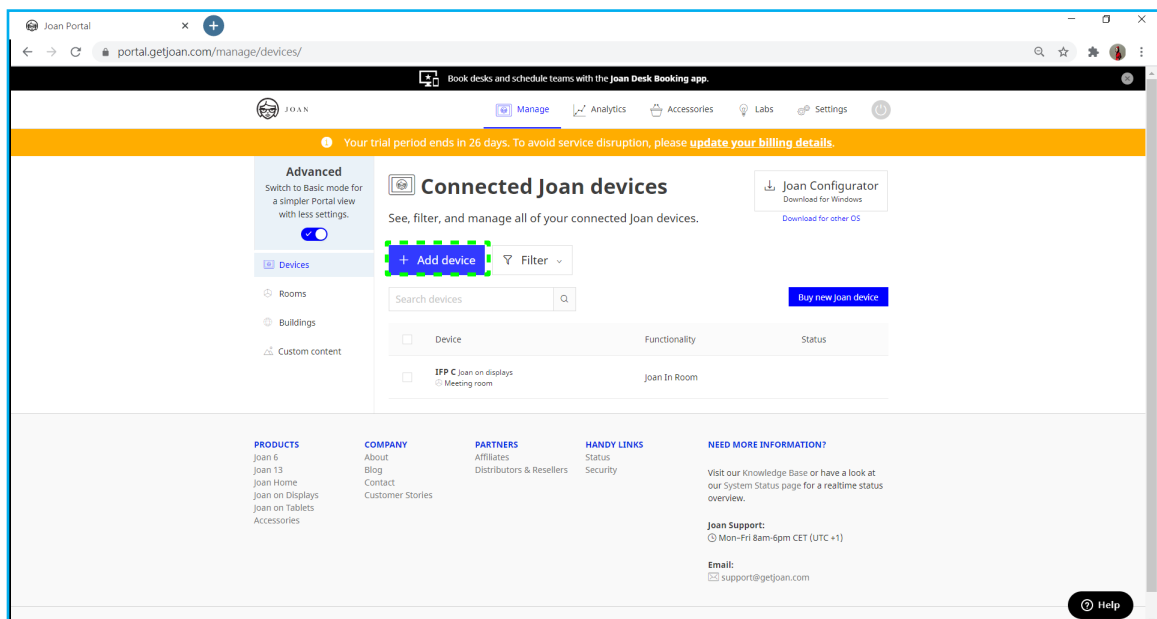 Joan Portal
portal.getjoan.com/manage/devices/
Book desks and schedule teams with the Joan Desk Booking app.
JOAN
Manage
Analytics
Accessories
Labs
Settings
Your trial period ends in 26 days. To avoid service disruption, please update your billing details.
Advanced
Switch to Basic mode for
a simpler Portal view
with less settings.
Devices
Rooms
Buildings
Custom content
Connected Joan devices
See, filter, and manage all of your connected Joan devices.
Joan Configurator
Download for Windows
Download for other OS
+ Add device
Filter
Search devices
Buy new Joan device
Device
Functionality
Status
IFP C Joan on displays
Meeting room
Joan In Room
PRODUCTS
Joan 6
Joan 13
Joan Home
Joan on Displays
Joan on Tablets
Accessories
COMPANY
About
Blog
Contact
Customer Stories
PARTNERS
Affiliates
Distributors & Resellers
HANDY LINKS
Status
Security
NEED MORE INFORMATION?
Visit our Knowledge Base or have a look at
our System Status page for a realtime status
overview.
Joan Support:
Mon–Fri 8am-6pm CET (UTC +1)
Email:
support@getjoan.com
Help